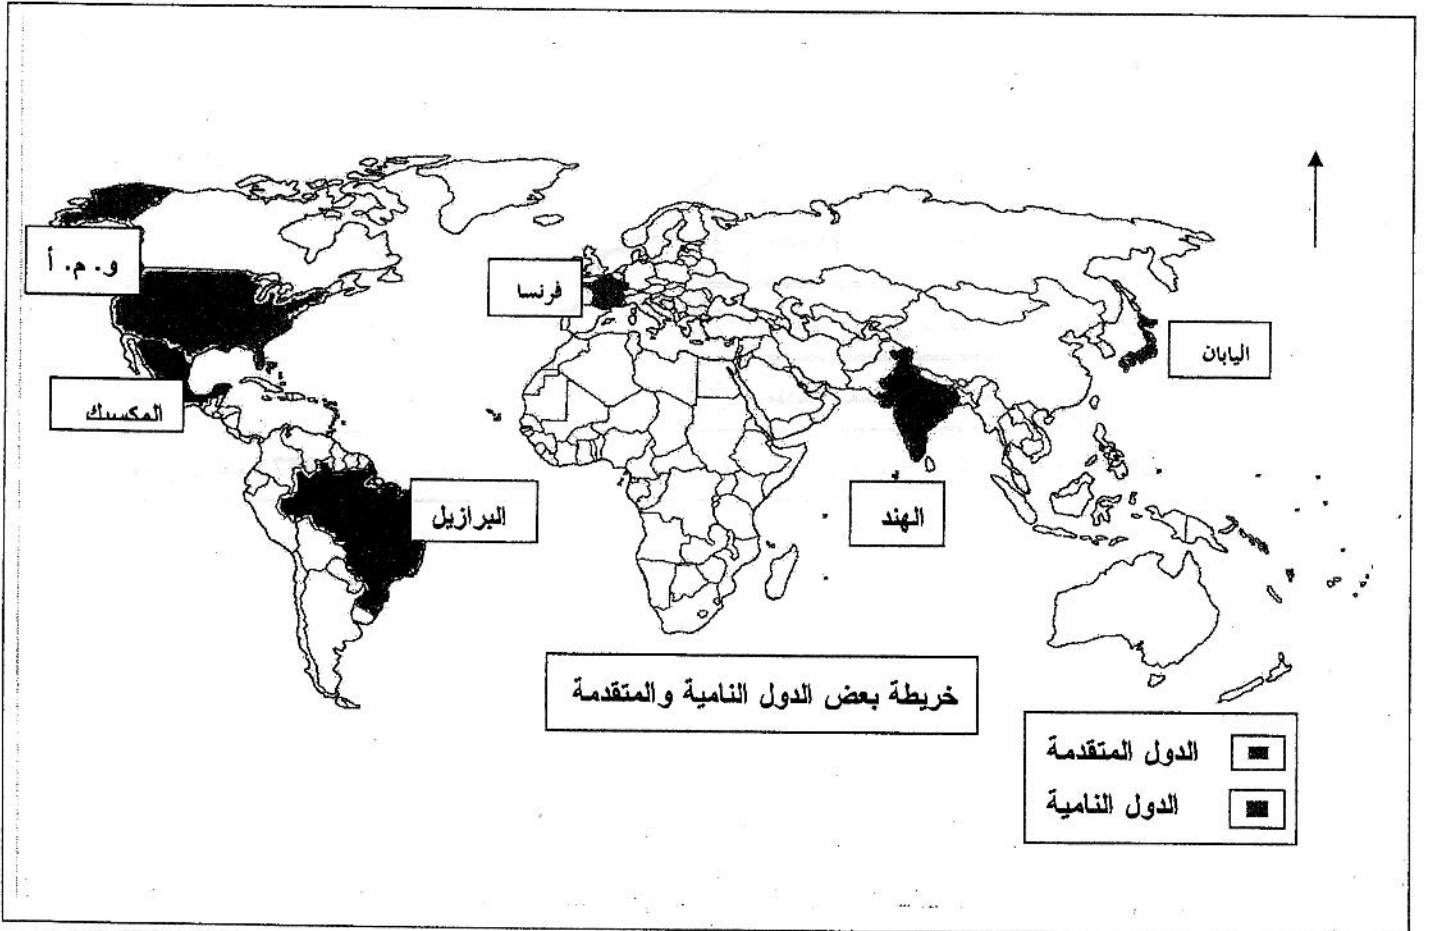 و. م. أ
فرنسا
اليابان
المكسيك
البرازيل
الهند
خريطة بعض الدول النامية والمتقدمة
الدول المتقدمة
الدول النامية